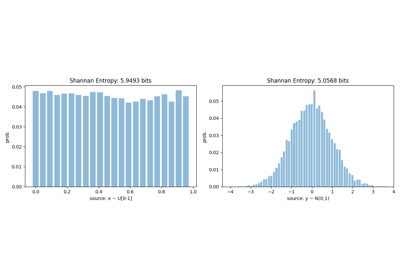 Shannan Entropy: 5.9493 bits
prob.
0.05
0.04
0.03
0.02
0.01
0.00
0.0 0.2 0.4 0.6 0.8 1.0
source: x ~ U[0-1]
Shannan Entropy: 5.0568 bits
prob.
0.05
0.04
0.03
0.02
0.01
0.00
−4 −3 −2 −1 0 1 2 3 4
source: y ~ N(0,1)